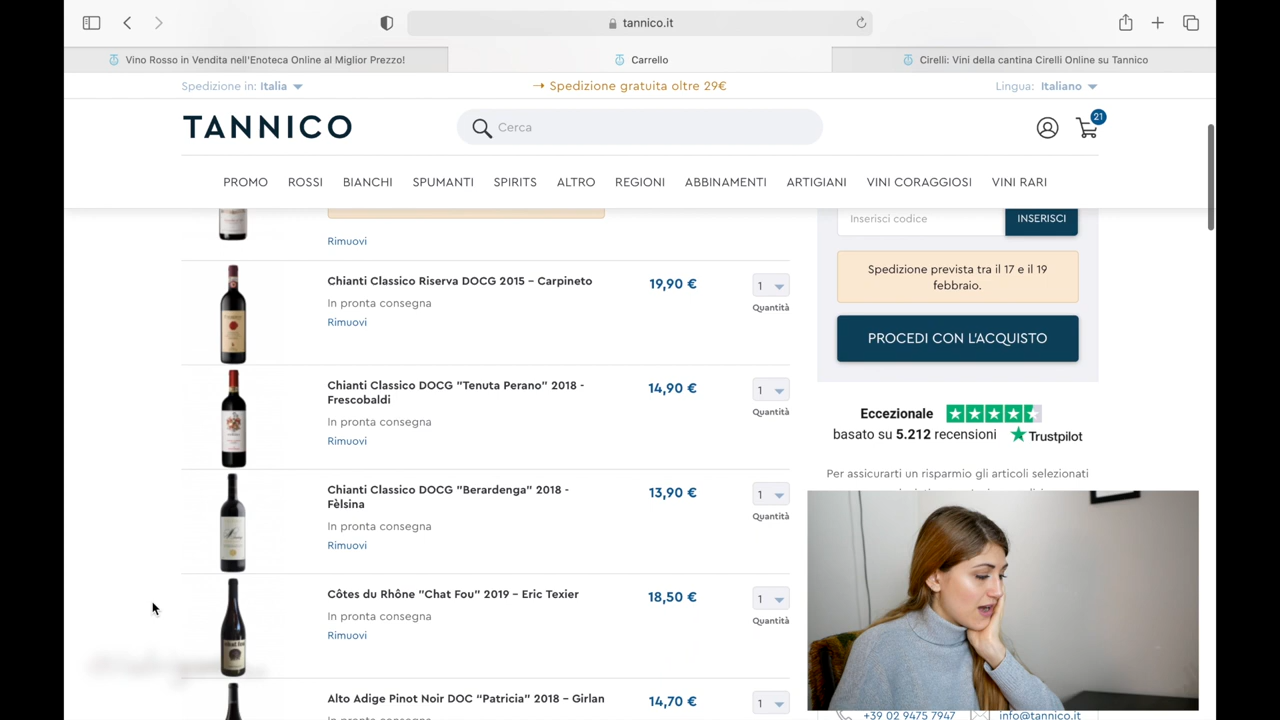 tannico.it
Vino Rosso in Vendita nell'Enoteca Online al Miglior Prezzo!
Carrello
Cirelli: Vini della cantina Cirelli Online su Tannico
Spedizione in: Italia
→ Spedizione gratuita oltre 29€
Lingua: Italiano
TANNICO
Cerca
21
PROMO ROSSI BIANCHI SPUMANTI SPIRITS ALTRO REGIONI ABBINAMENTI ARTIGIANI VINI CORAGGIOSI VINI RARI
Rimuovi
Chianti Classico Riserva DOCG 2015 – Carpineto
In pronta consegna
Rimuovi
19,90 €
1
Quantità
Chianti Classico DOCG "Tenuta Perano" 2018 -
Frescobaldi
In pronta consegna
Rimuovi
14,90 €
1
Quantità
Chianti Classico DOCG "Berardenga" 2018 -
Fèlsina
In pronta consegna
Rimuovi
13,90 €
1
Quantità
Côtes du Rhône "Chat Fou" 2019 – Eric Texier
In pronta consegna
Rimuovi
18,50 €
1
Quantità
Alto Adige Pinot Noir DOC "Patricia" 2018 – Girlan
14,70 €
1
Inserisci codice
INSERISCI
Spedizione prevista tra il 17 e il 19
febbraio.
PROCEDI CON L'ACQUISTO
Eccezionale
basato su 5.212 recensioni
Trustpilot
Per assicurarti un risparmio gli articoli selezionati
+39 02 9475 7947
info@tannico.it